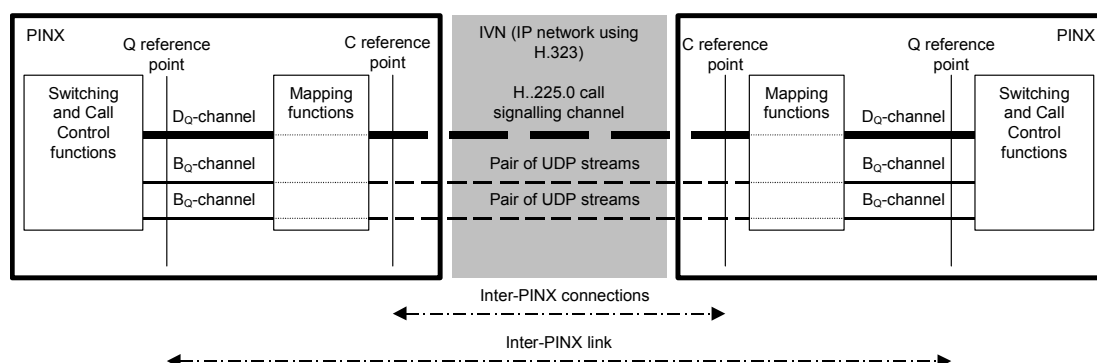 PINX
Q reference
point
C reference
point
Switching
and Call
Control
functions
Mapping
functions
DQ-channel
BQ-channel
BQ-channel
IVN (IP network using
H.323)
H..225.0 call
signalling channel
Pair of UDP streams
Pair of UDP streams
PINX
C reference
point
Q reference
point
Mapping
functions
DQ-channel
BQ-channel
BQ-channel
Switching
and Call
Control
functions
Inter-PINX connections
Inter-PINX link